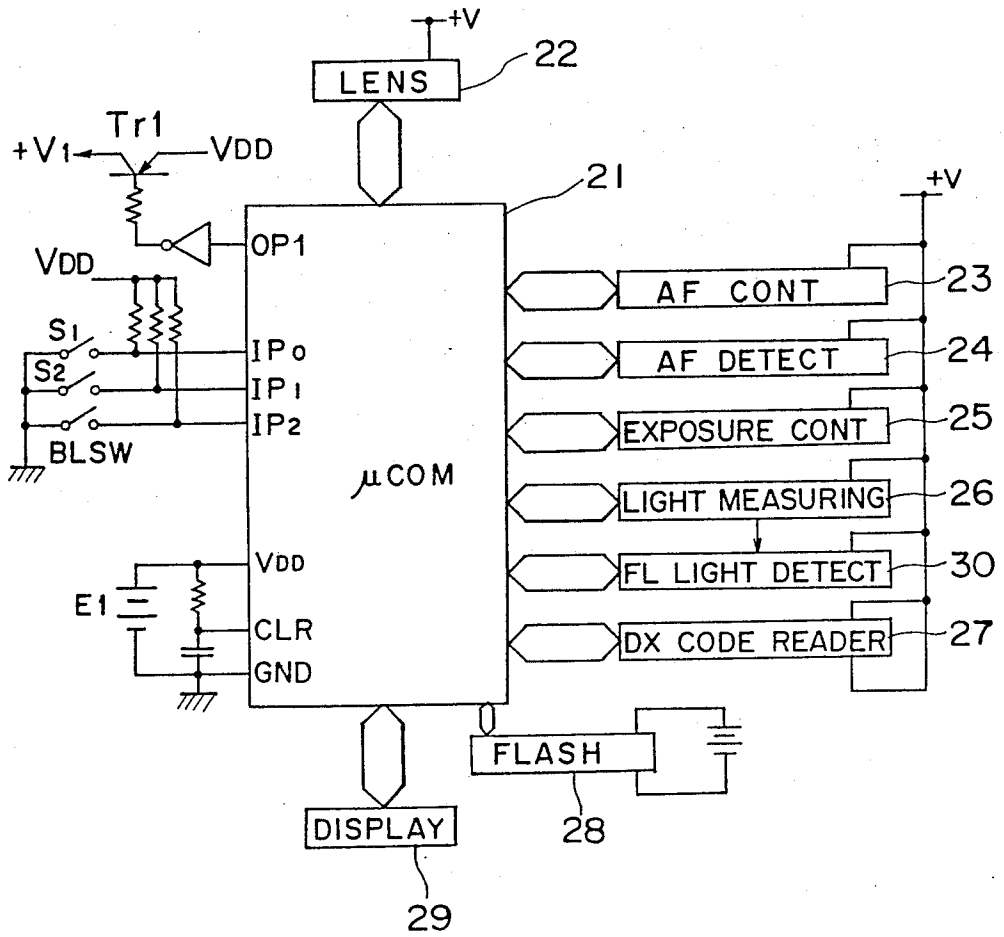 +V
LENS 22
Tr1
+V1 VDD
21
OP1
+V
VDD
AF CONT 23
S1 IP0
AF DETECT 24
S2 IP1
BLSW IP2
EXPOSURE CONT 25
μCOM
LIGHT MEASURING 26
VDD
FL LIGHT DETECT 30
E1
CLR
DX CODE READER 27
GND
FLASH
28
DISPLAY
29